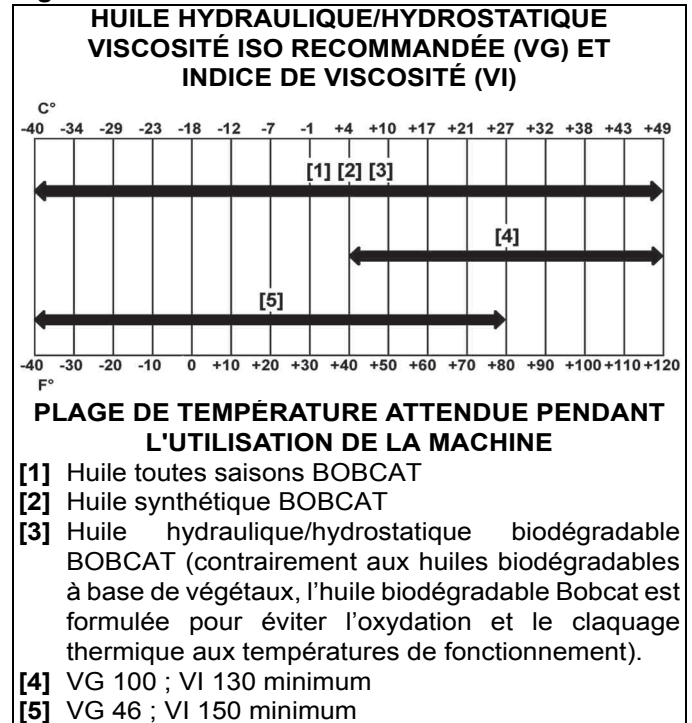 HUILE HYDRAULIQUE/HYDROSTATIQUE
VISCOSITÉ ISO RECOMMANDÉE (VG) ET
INDICE DE VISCOSITÉ (VI)
C°
-40 -34 -29 -23 -18 -12 -7 -1 +4 +10 +17 +21 +27 +32 +38 +43 +49
[1] [2] [3]
[4]
[5]
-40 -30 -20 -10 0 +10 +20 +30 +40 +50 +60 +70 +80 +90 +100 +110 +120
F°
PLAGE DE TEMPÉRATURE ATTENDUE PENDANT
L'UTILISATION DE LA MACHINE
[1] Huile toutes saisons BOBCAT
[2] Huile synthétique BOBCAT
[3] Huile hydraulique/hydrostatique biodégradable
BOBCAT (contrairement aux huiles biodégradables
à base de végétaux, l’huile biodégradable Bobcat est
formulée pour éviter l’oxydation et le claquage
thermique aux températures de fonctionnement).
[4] VG 100 ; VI 130 minimum
[5] VG 46 ; VI 150 minimum